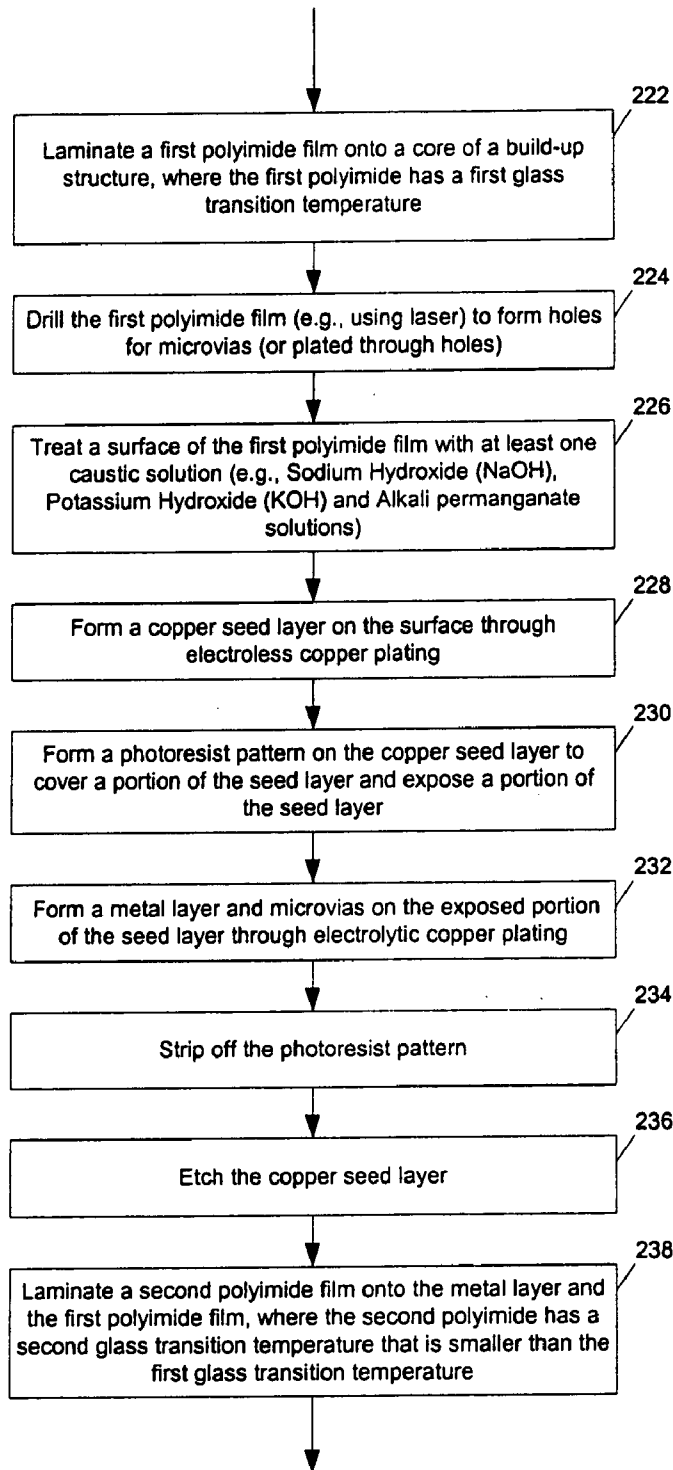 222
Laminate a first polyimide film onto a core of a build-up
structure, where the first polyimide has a first glass
transition temperature
224
Drill the first polyimide film (e.g., using laser) to form holes
for microvias (or plated through holes)
226
Treat a surface of the first polyimide film with at least one
caustic solution (e.g., Sodium Hydroxide (NaOH),
Potassium Hydroxide (KOH) and Alkali permanganate
solutions)
228
Form a copper seed layer on the surface through
electroless copper plating
230
Form a photoresist pattern on the copper seed layer to
cover a portion of the seed layer and expose a portion of
the seed layer
232
Form a metal layer and microvias on the exposed portion
of the seed layer through electrolytic copper plating
234
Strip off the photoresist pattern
236
Etch the copper seed layer
238
Laminate a second polyimide film onto the metal layer and
the first polyimide film, where the second polyimide has a
second glass transition temperature that is smaller than the
first glass transition temperature